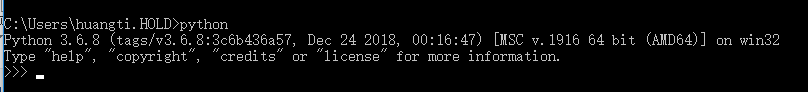 C:\Users\huangti.HOLD>python
Python 3.6.8 (tags/v3.6.8:3c6b436a57, Dec 24 2018, 00:16:47) [MSC v.1916 64 bit (AMD64)] on win32
Type "help", "copyright", "credits" or "license" for more information.
>>>